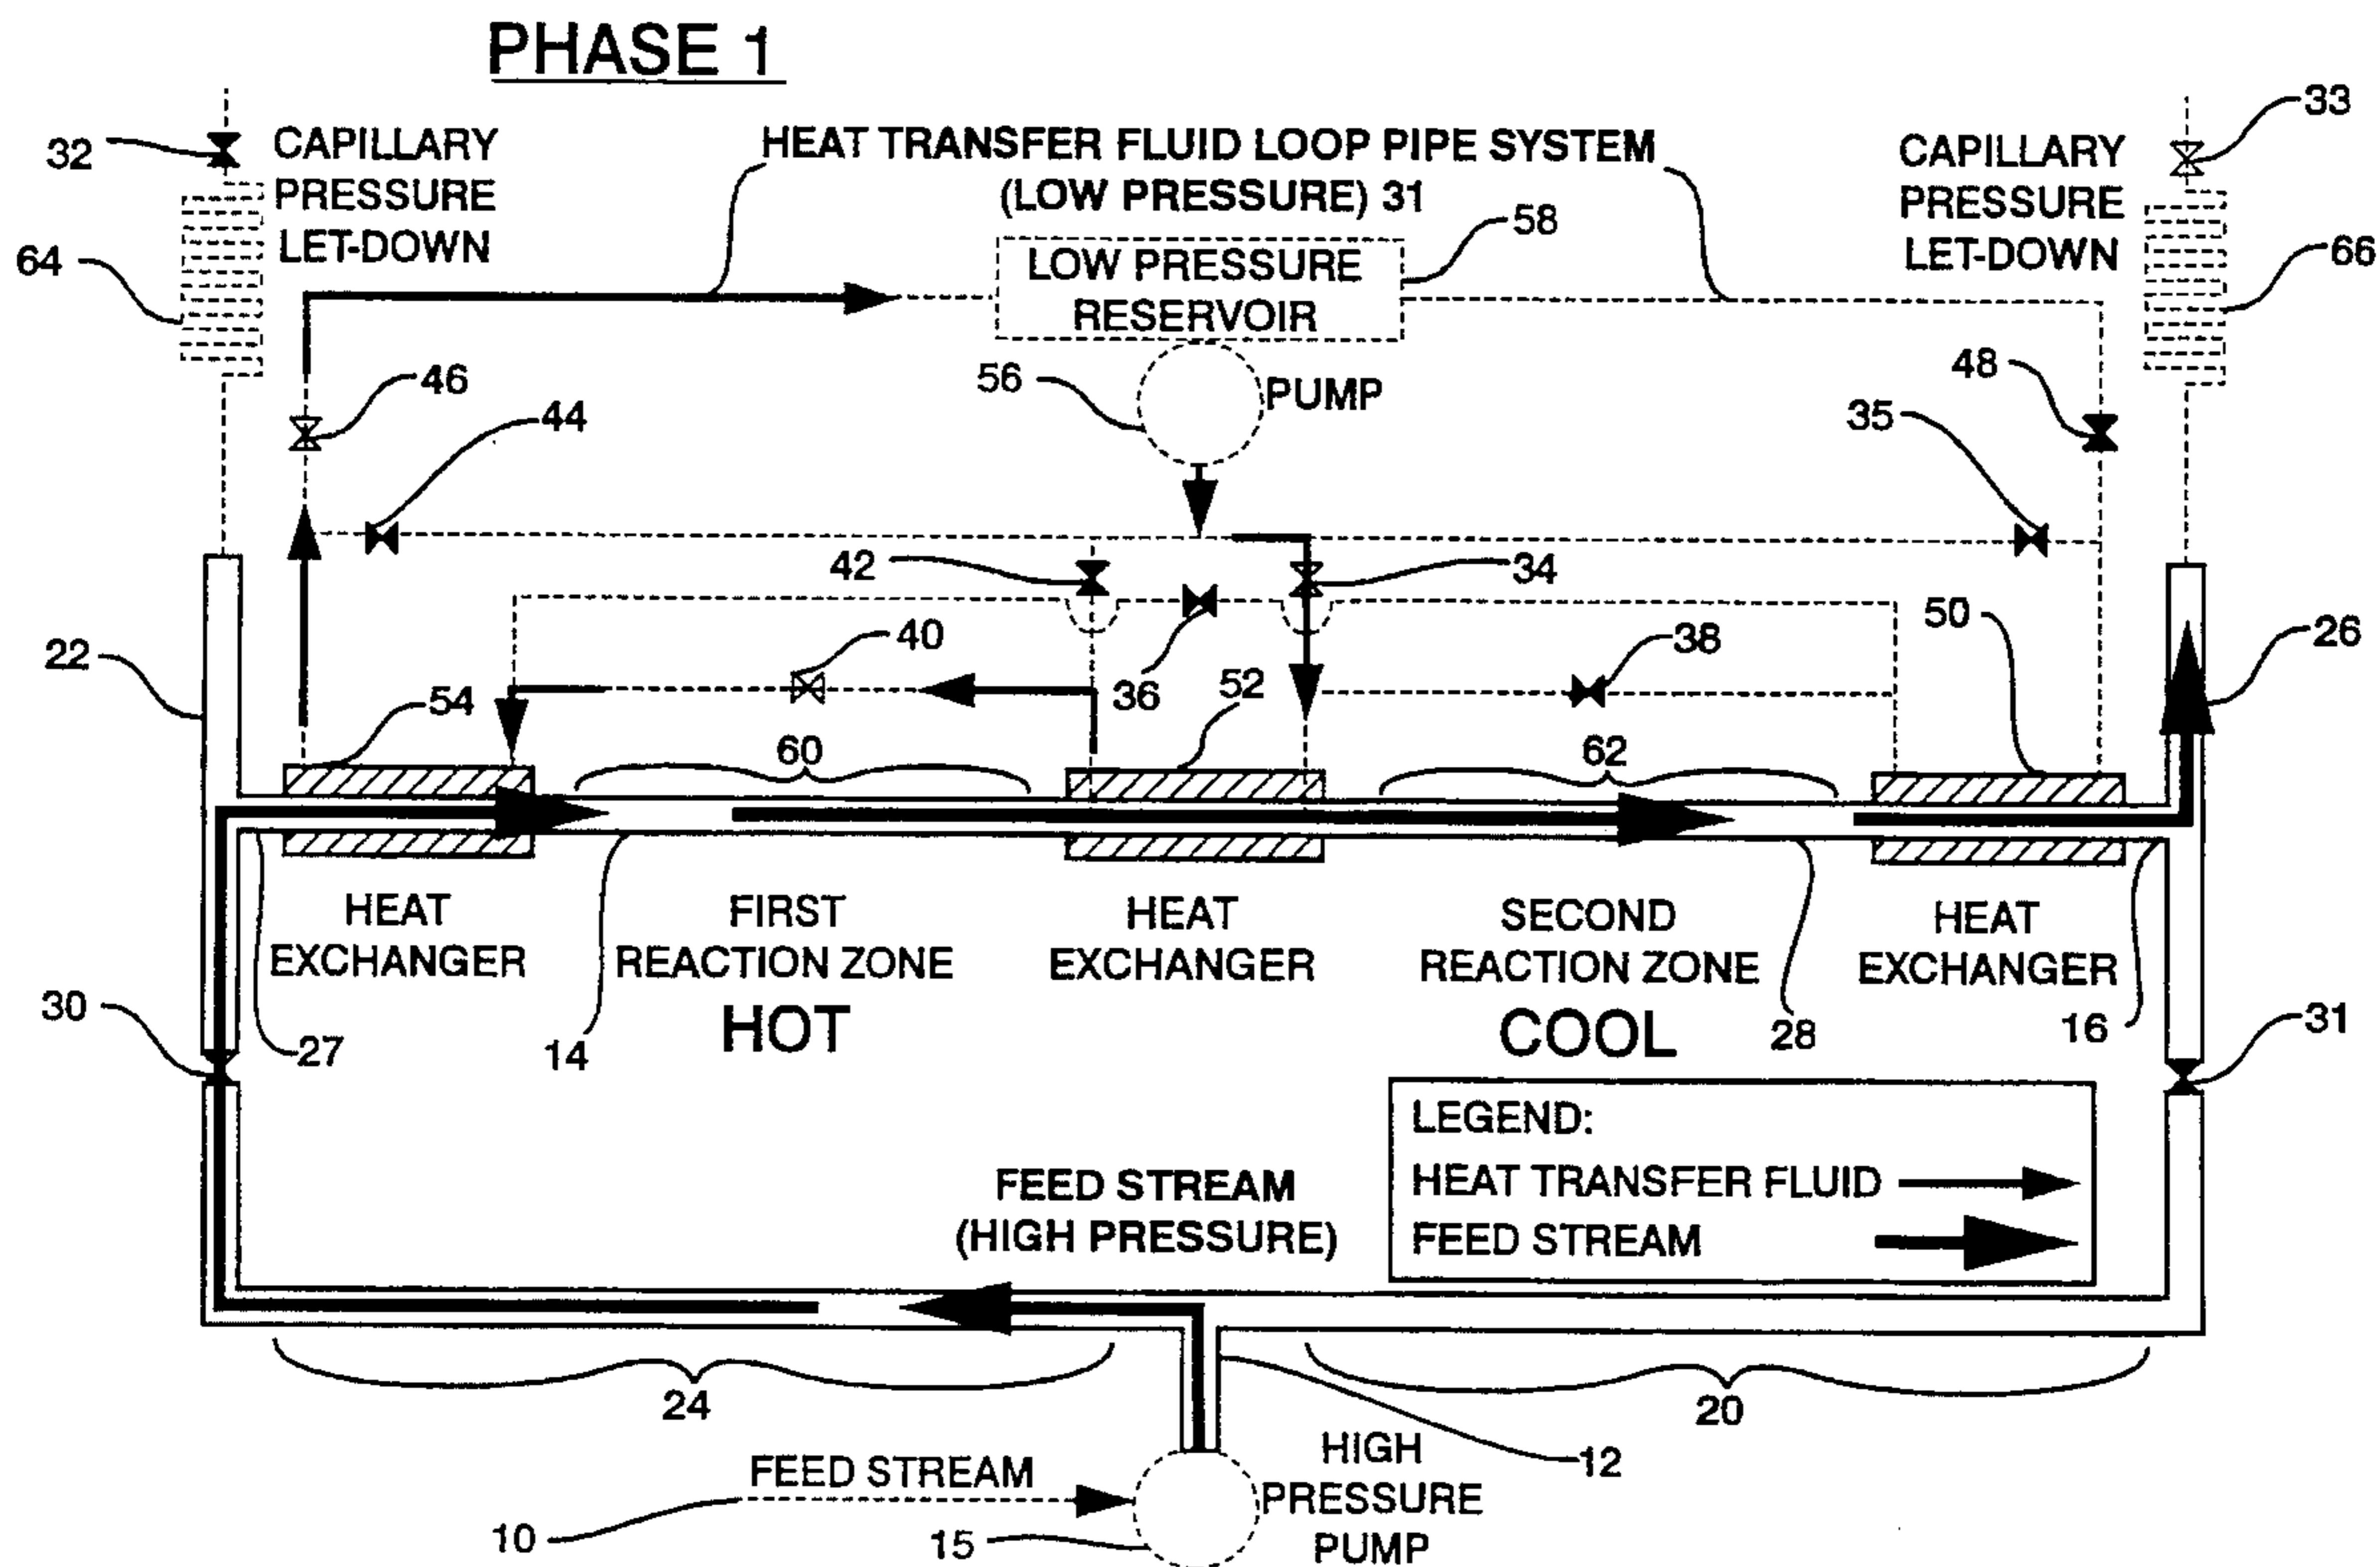 PHASE 1
32
CAPILLARY
PRESSURE
LET-DOWN
64
HEAT TRANSFER FLUID LOOP PIPE SYSTEM
(LOW PRESSURE) 31
CAPILLARY
PRESSURE
LET-DOWN
33
66
LOW PRESSURE
RESERVOIR
58
46
44
56
PUMP
48
35
42
34
36
40
38
50
22
26
54
60
52
62
HEAT
EXCHANGER
FIRST
REACTION ZONE
HOT
HEAT
EXCHANGER
SECOND
REACTION ZONE
COOL
HEAT
EXCHANGER
30
27
14
28
16
31
LEGEND:
HEAT TRANSFER FLUID
FEED STREAM
FEED STREAM
(HIGH PRESSURE)
24
20
12
FEED STREAM
10
15
HIGH
PRESSURE
PUMP